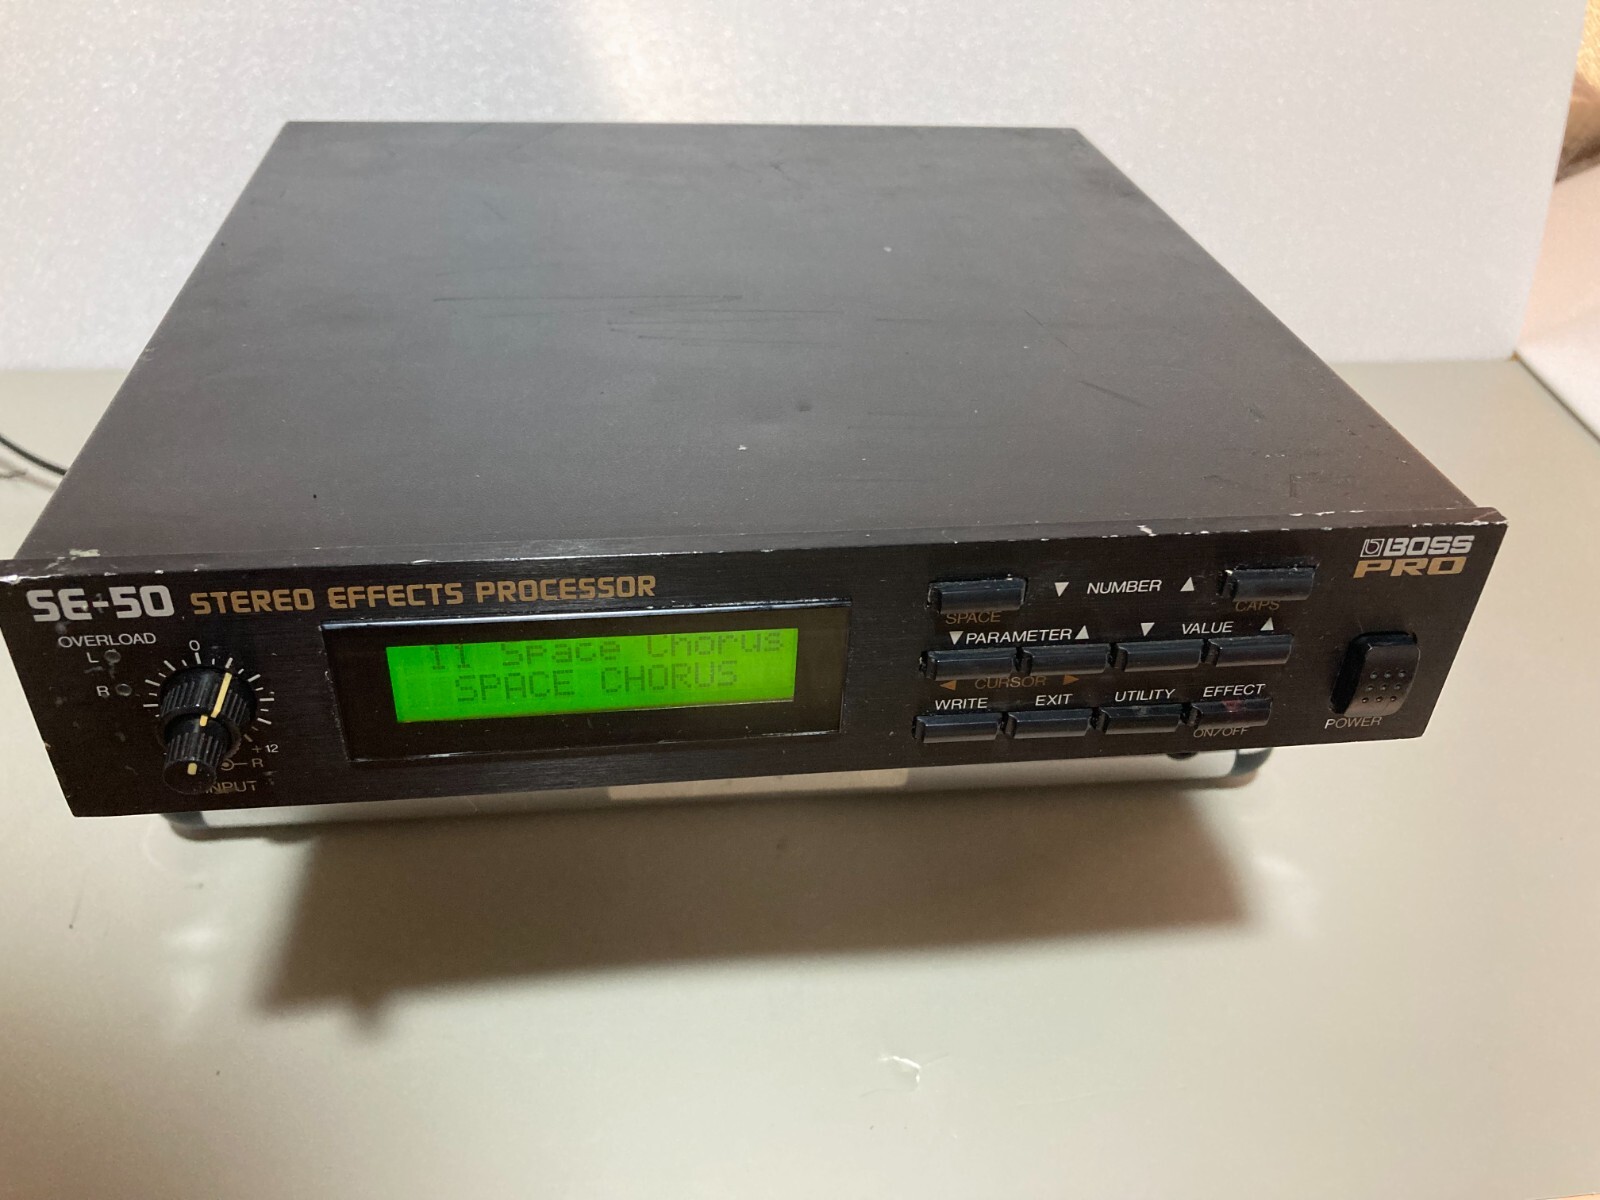 SE-50 STEREO EFFECTS PROCESSOR
BOSS
PRO
OVERLOAD
L
R
0
+12
R
INPUT
11 Space Chorus
SPACE CHORUS
▼ NUMBER ▲
SPACE
CAPS
▼PARAMETER▲
▼ VALUE ▲
◀ CURSOR ▶
WRITE
EXIT
UTILITY
EFFECT
ON/OFF
POWER